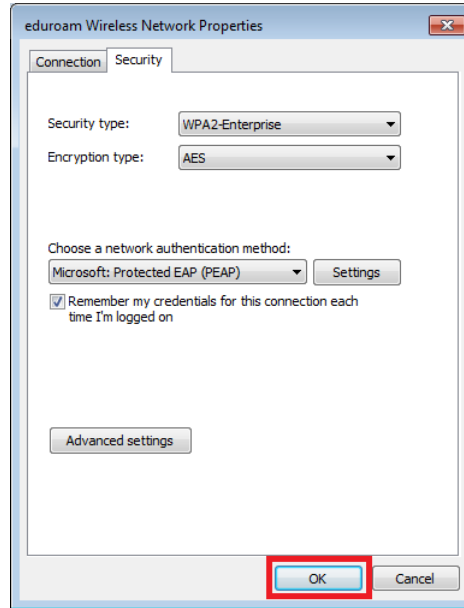 eduroam Wireless Network Properties
Connection Security
Security type: WPA2-Enterprise
Encryption type: AES
Choose a network authentication method:
Microsoft: Protected EAP (PEAP) Settings
Remember my credentials for this connection each
time I'm logged on
Advanced settings
OK Cancel